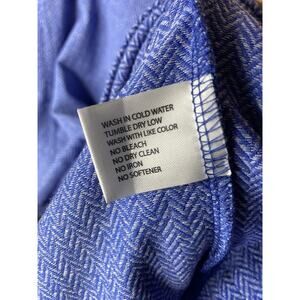 WASH IN COLD WATER
TUMBLE DRY LOW
WASH WITH LIKE COLOR
NO BLEACH
NO DRY CLEAN
NO IRON
NO SOFTENER